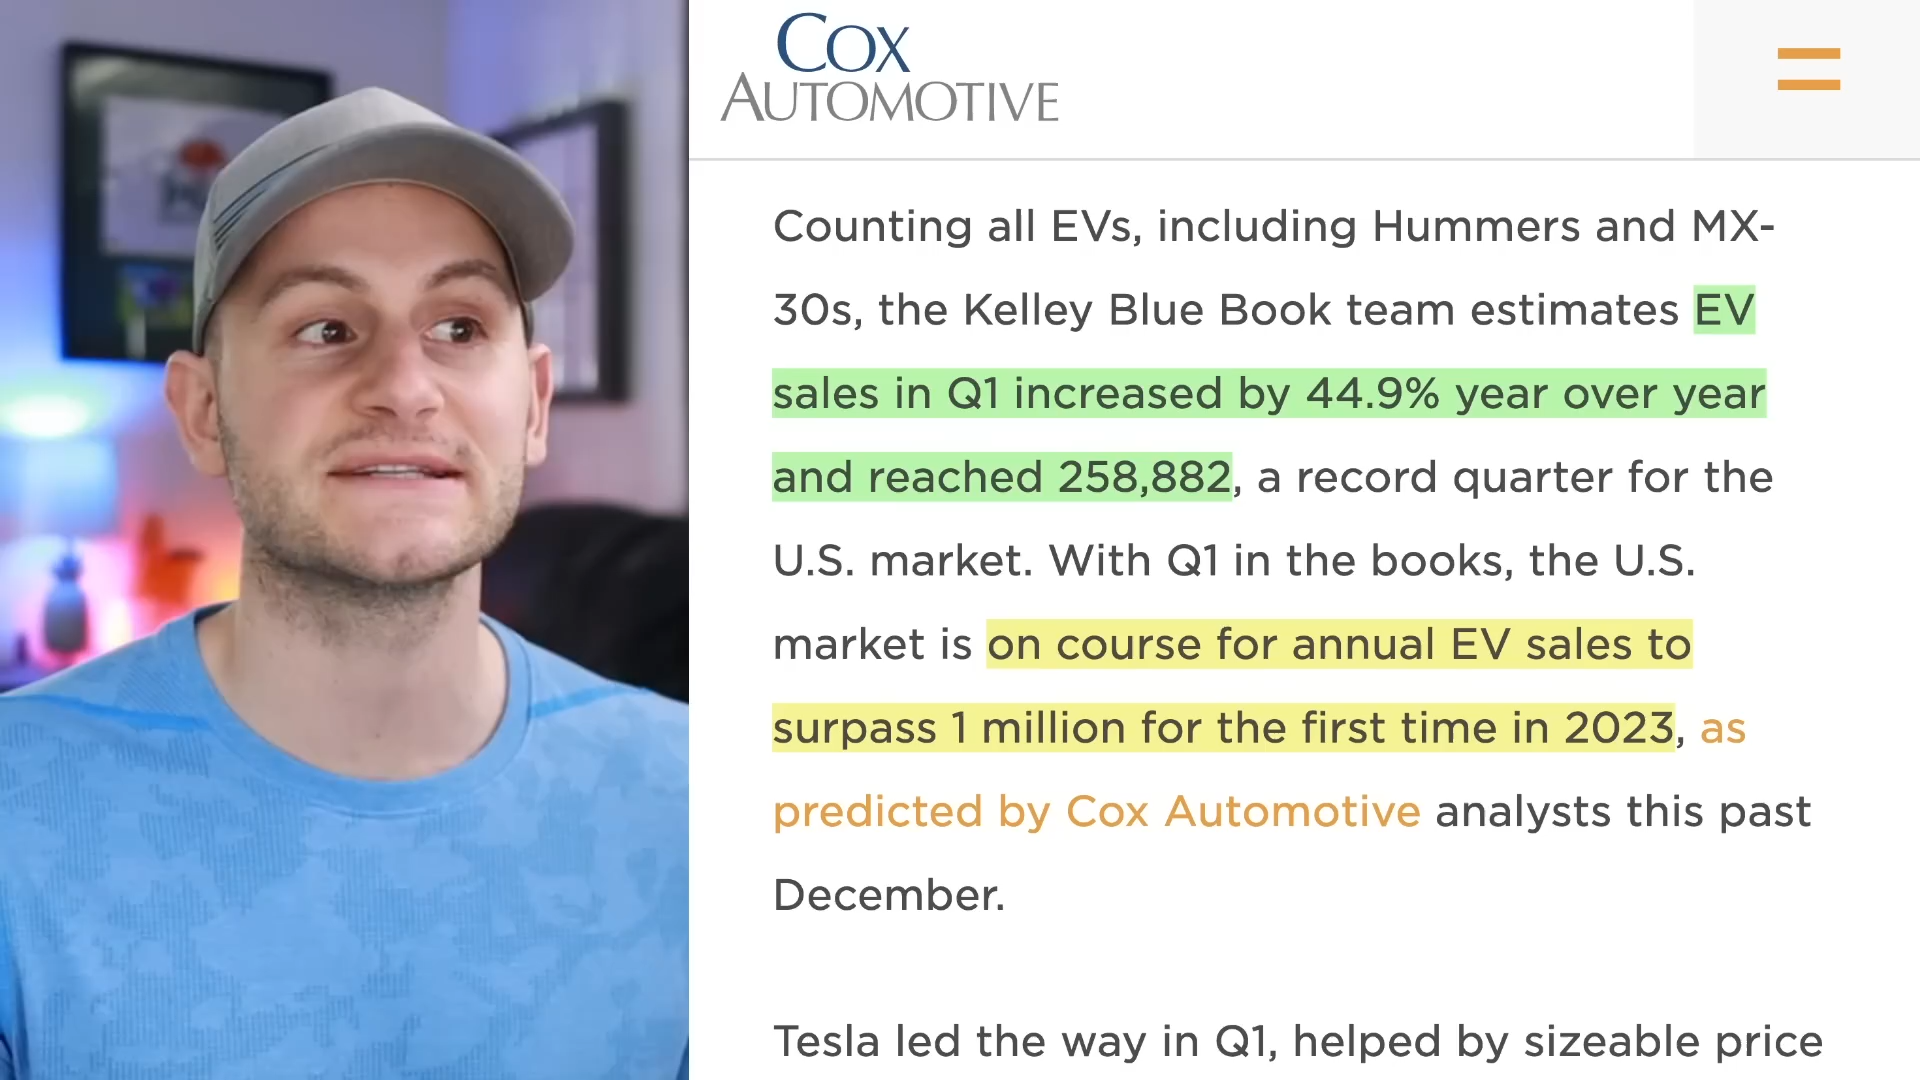 COX
AUTOMOTIVE
Counting all EVs, including Hummers and MX-
30s, the Kelley Blue Book team estimates EV
sales in Q1 increased by 44.9% year over year
and reached 258,882, a record quarter for the
U.S. market. With Q1 in the books, the U.S.
market is on course for annual EV sales to
surpass 1 million for the first time in 2023, as
predicted by Cox Automotive analysts this past
December.
Tesla led the way in Q1, helped by sizeable price